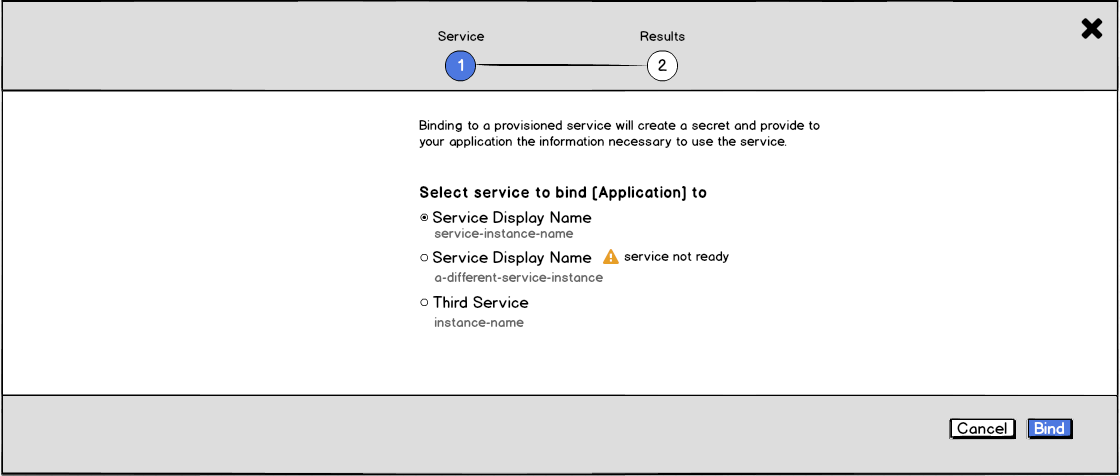 Service
Results
1
2
Binding to a provisioned service will create a secret and provide to
your application the information necessary to use the service.
Select service to bind [Application] to
Service Display Name
service-instance-name
Service Display Name service not ready
a-different-service-instance
Third Service
instance-name
Cancel
Bind